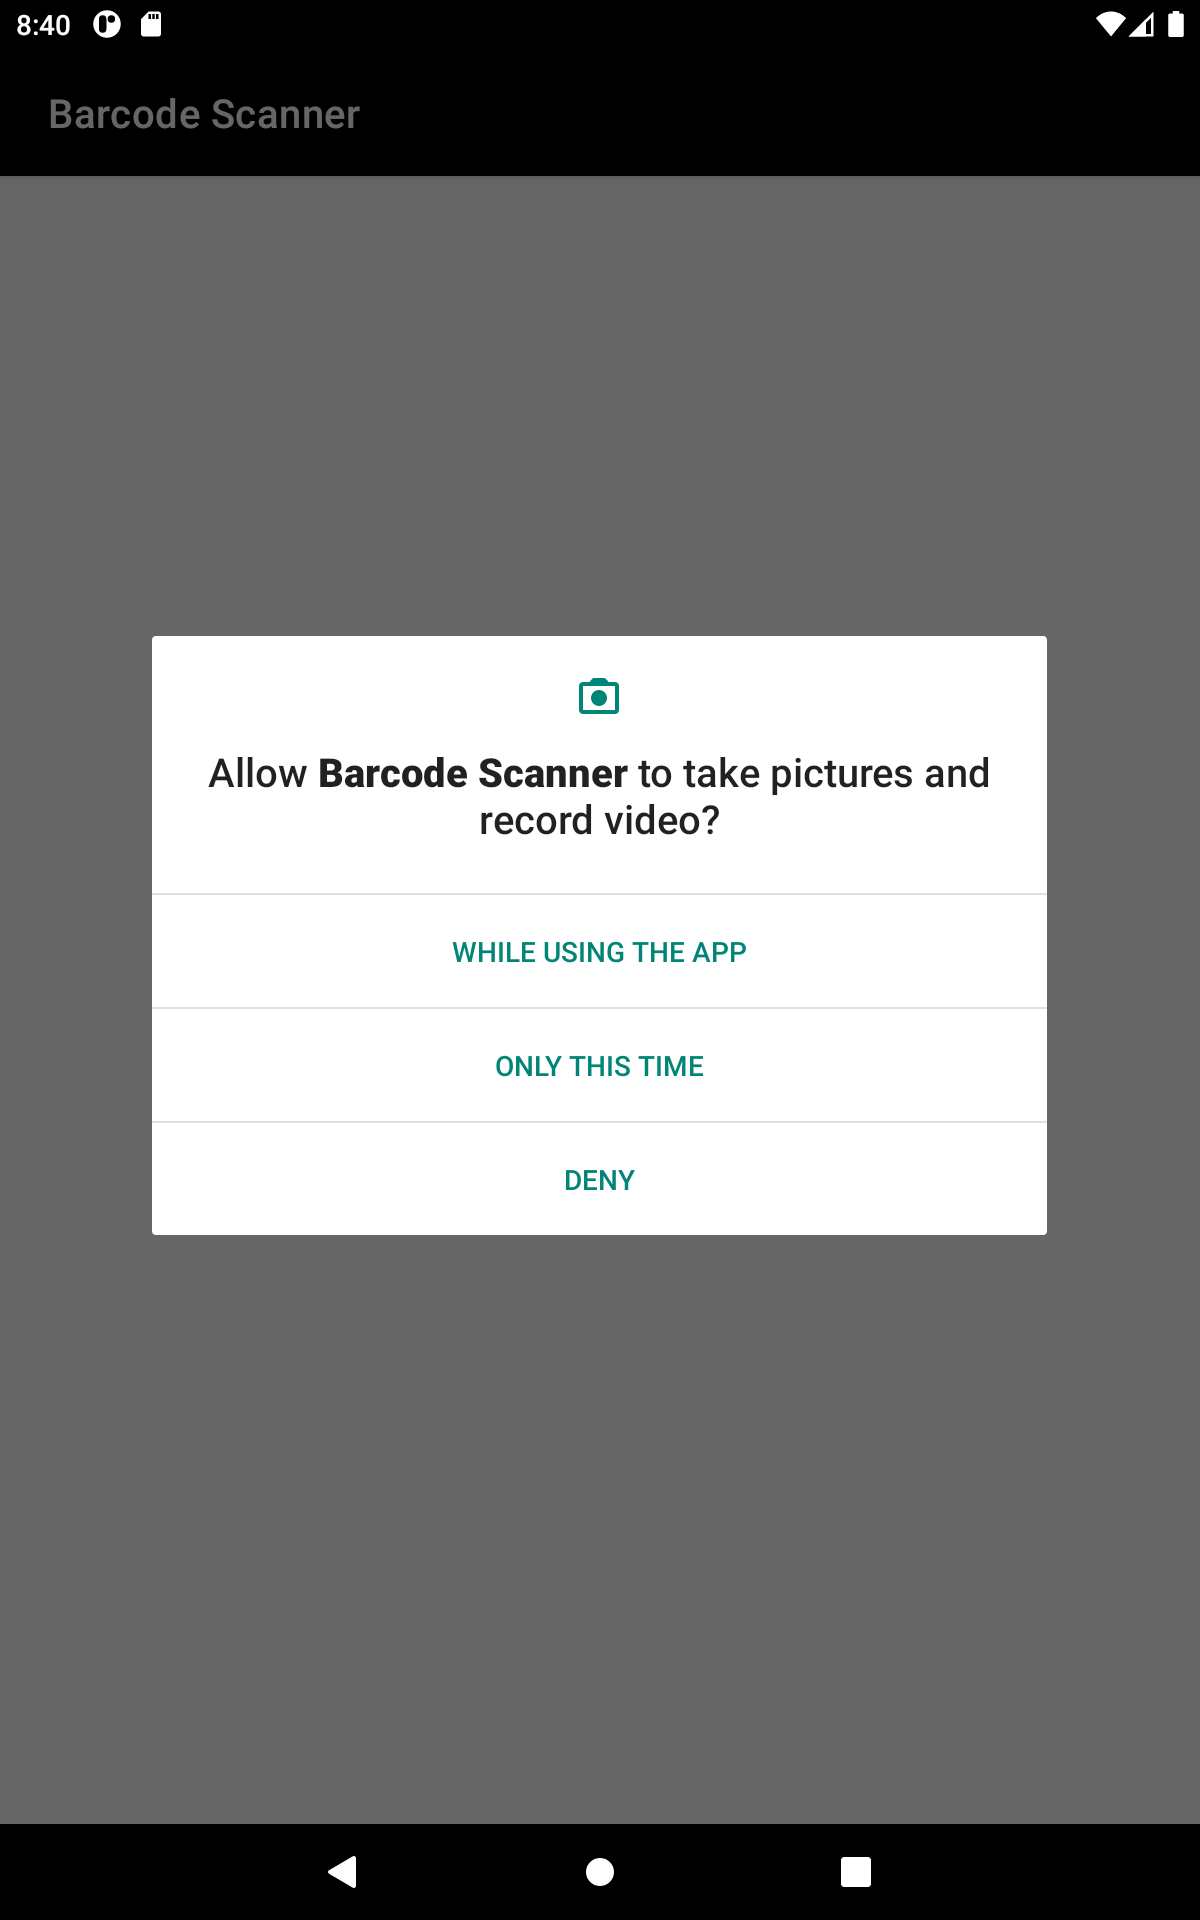 8:40
Barcode Scanner
Allow Barcode Scanner to take pictures and
record video?
WHILE USING THE APP
ONLY THIS TIME
DENY